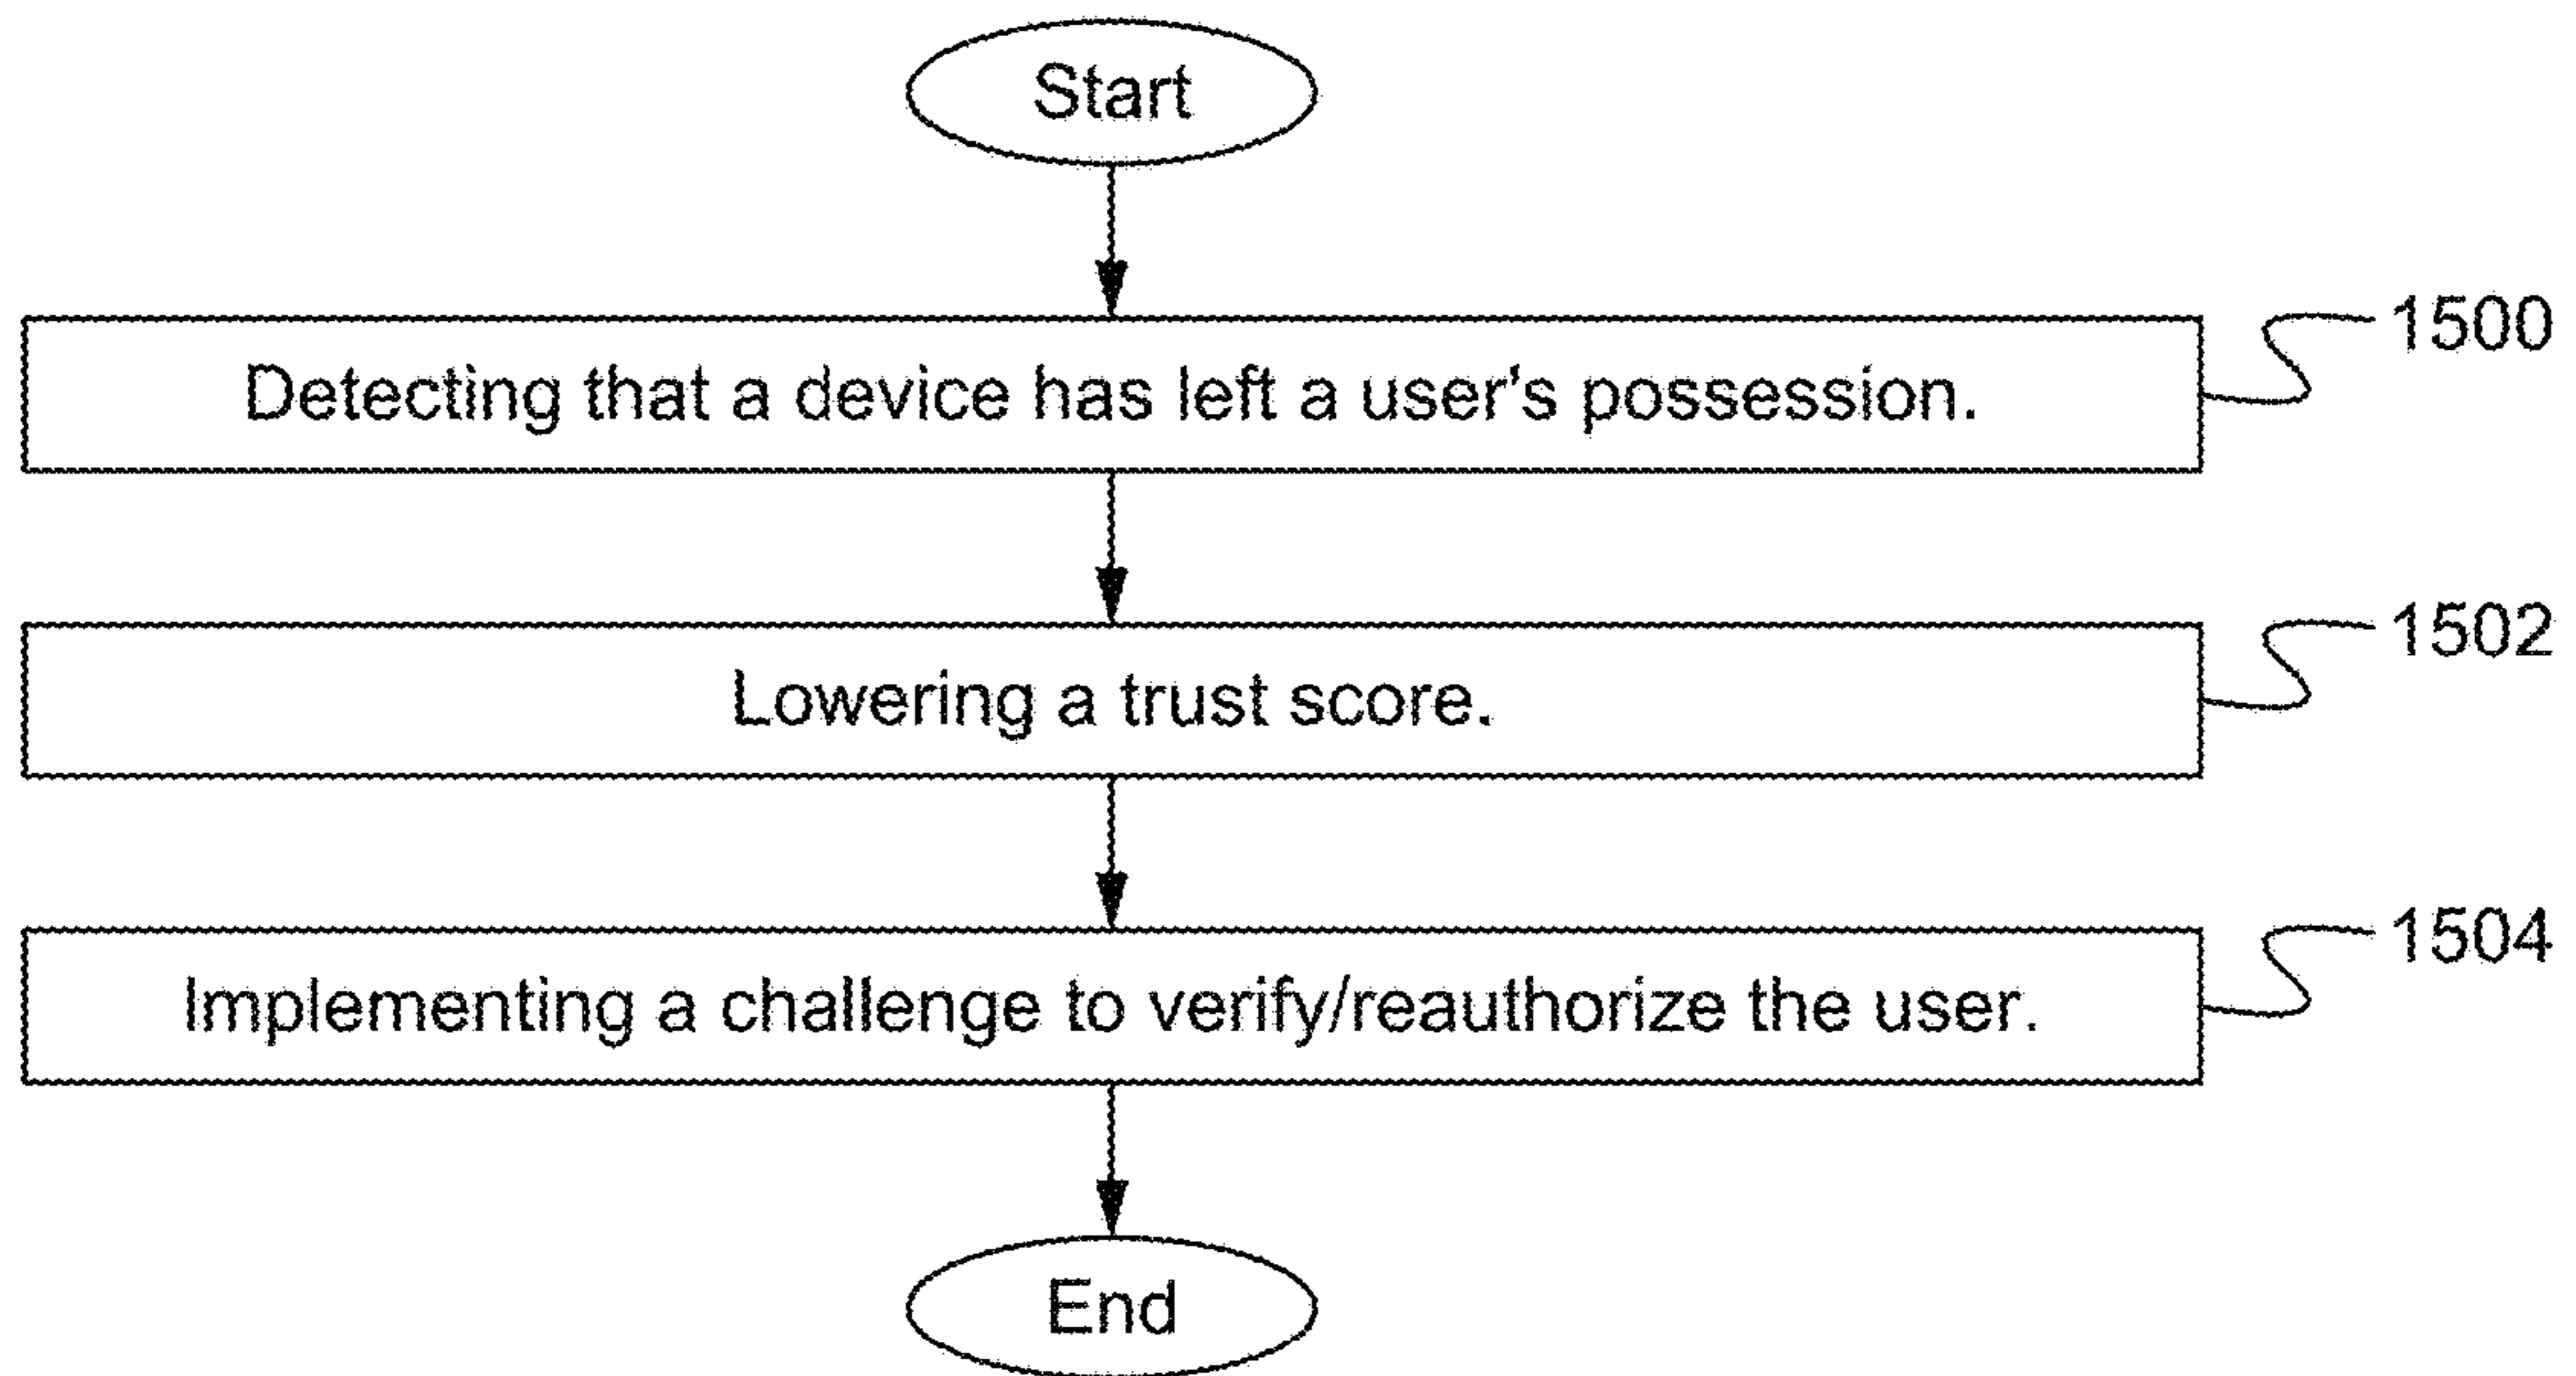 Start
Detecting that a device has left a user's possession.
1500
Lowering a trust score.
1502
Implementing a challenge to verify/reauthorize the user.
1504
End